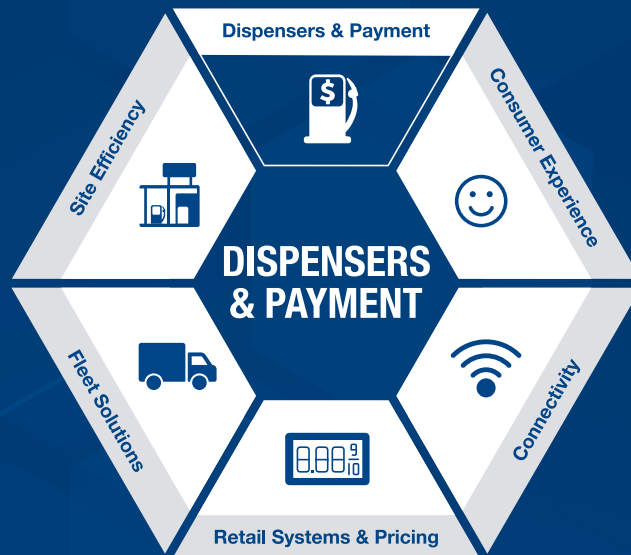 Dispensers & Payment
$
Site Efficiency
Consumer Experience
DISPENSERS
& PAYMENT
Fleet Solutions
Connectivity
8.88 9/10
Retail Systems & Pricing